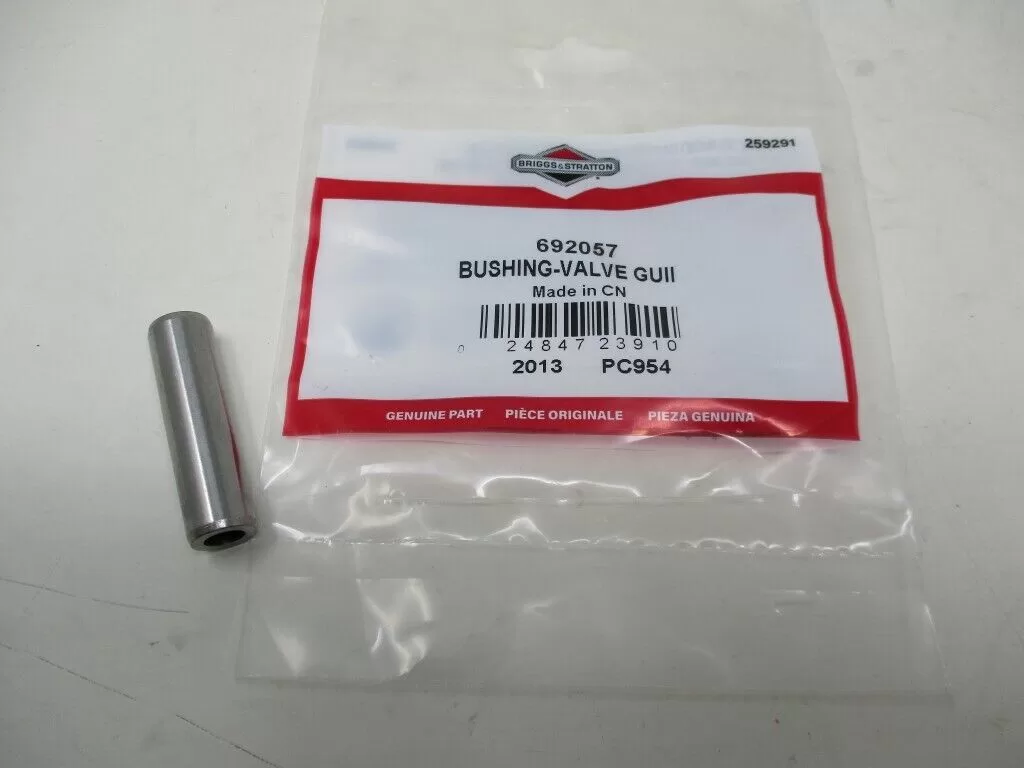 259291
BRIGGS&STRATTON
692057
BUSHING-VALVE GUII
Made in CN
0 24847 23910
2013 PC954
GENUINE PART PIÈCE ORIGINALE PIEZA GENUINA